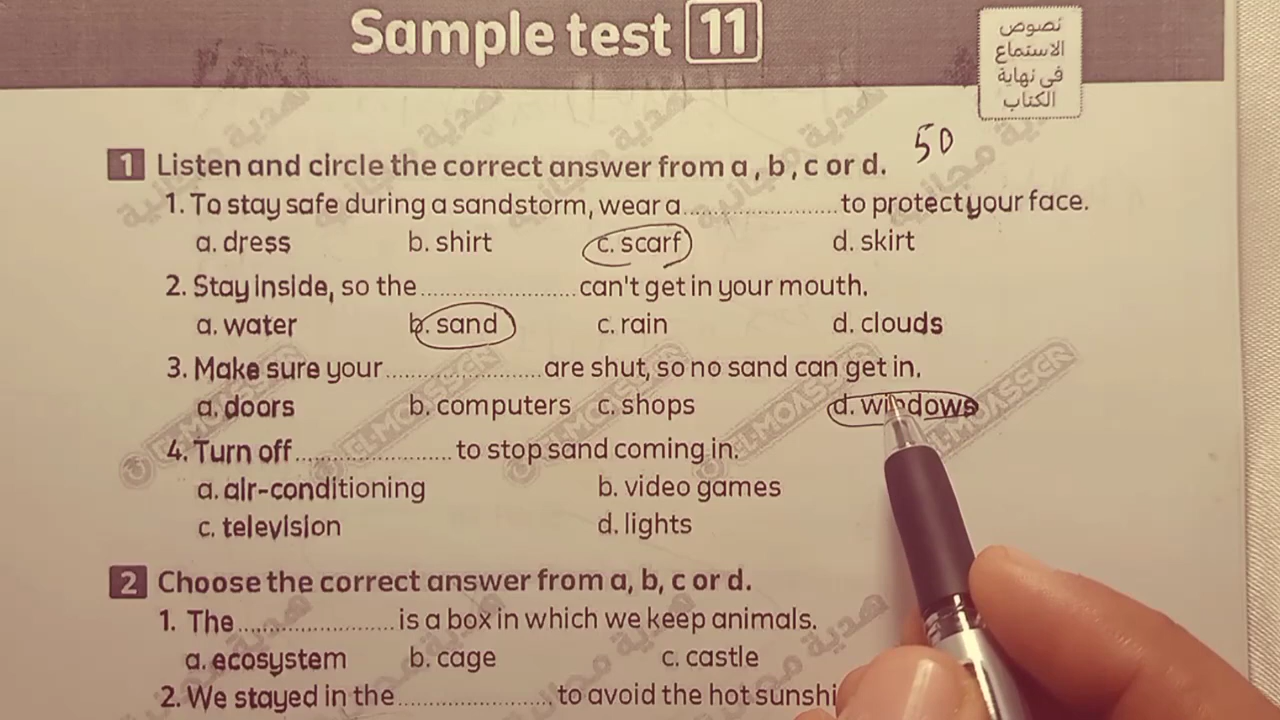 Sample test 11
نصوص
الاستماع
فى نهاية
الكتاب
50
1 Listen and circle the correct answer from a , b , c or d.
1. To stay safe during a sandstorm, wear a..................... to protect your face.
a. dress b. shirt c. scarf d. skirt
2. Stay inside, so the..................... can't get in your mouth.
a. water b. sand c. rain d. clouds
3. Make sure your..................... are shut, so no sand can get in.
a. doors b. computers c. shops d. windows
4. Turn off..................... to stop sand coming in.
a. air-conditioning b. video games
c. television d. lights
2 Choose the correct answer from a, b, c or d.
1. The..................... is a box in which we keep animals.
a. ecosystem b. cage c. castle
2. We stayed in the..................... to avoid the hot sunshi
هدية مجانية
ELMOASSER